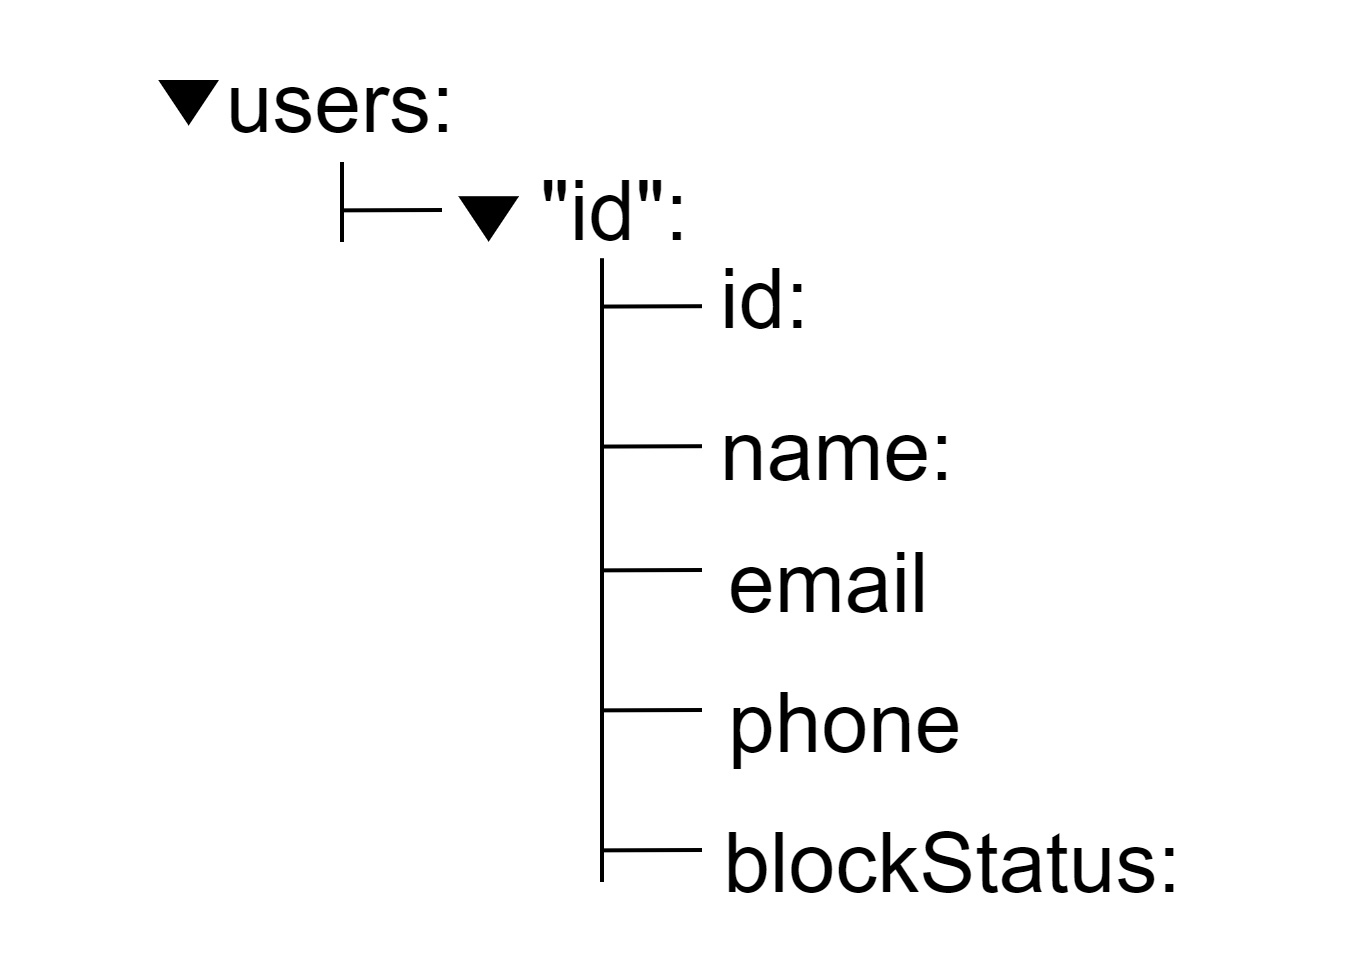 users:
"id":
id:
name:
email
phone
blockStatus: